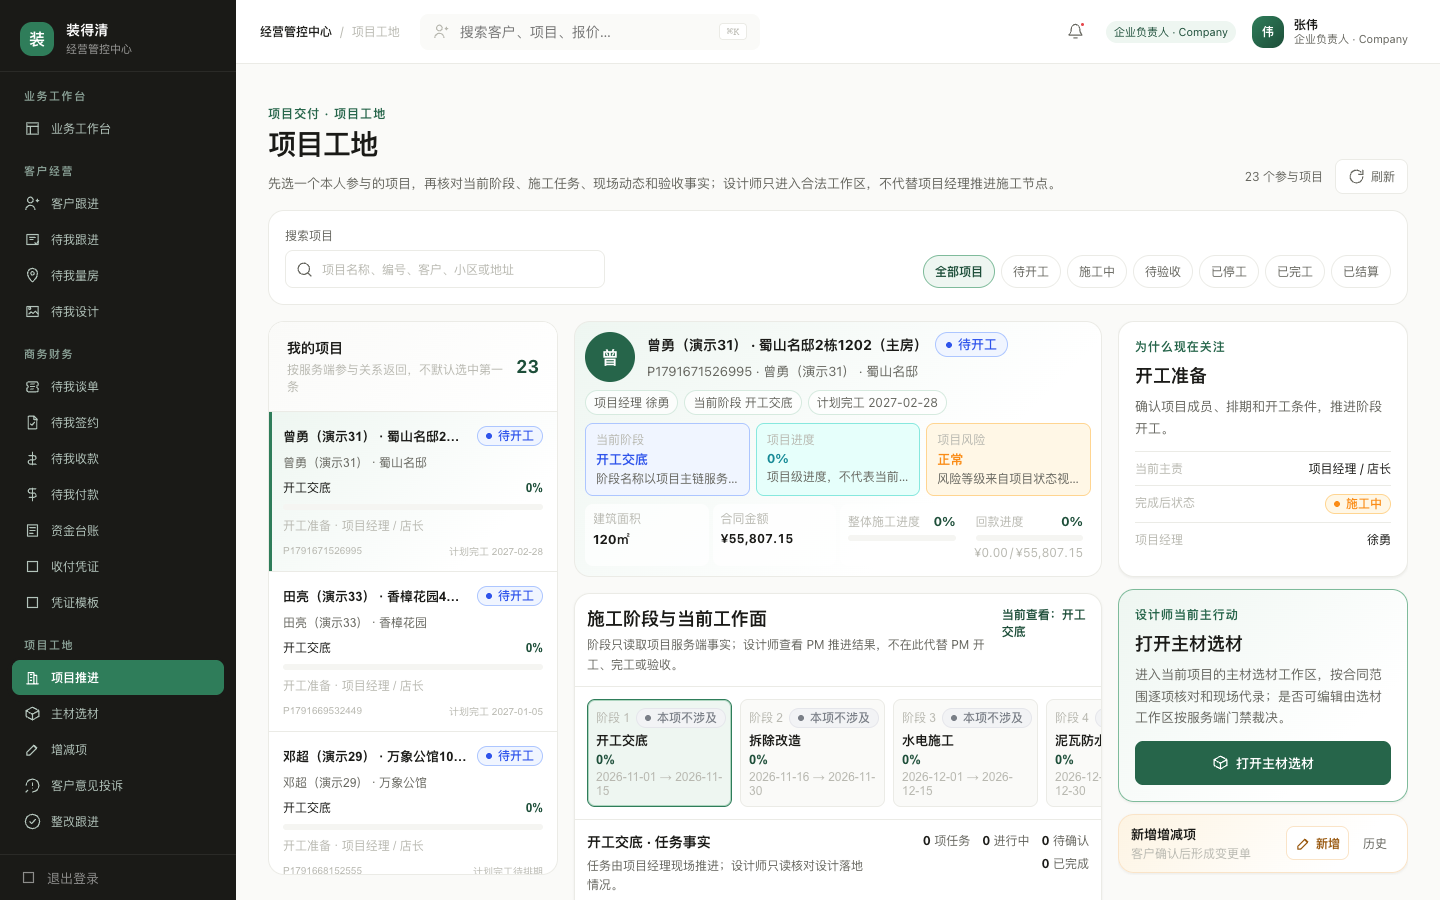 装
装得清
经营管控中心
业务工作台
业务工作台
客户经营
客户跟进
待我跟进
待我量房
待我设计
商务财务
待我谈单
待我签约
待我收款
待我付款
资金台账
收付凭证
凭证模板
项目工地
项目推进
主材选材
增减项
客户意见投诉
整改跟进
退出登录
经营管控中心 / 项目工地
搜索客户、项目、报价...
⌘K
企业负责人 · Company
伟
张伟
企业负责人 · Company
项目交付 · 项目工地
项目工地
先选一个本人参与的项目，再核对当前阶段、施工任务、现场动态和验收事实；设计师只进入合法工作区，不代替项目经理推进施工节点。
23 个参与项目
刷新
搜索项目
项目名称、编号、客户、小区或地址
全部项目
待开工
施工中
待验收
已停工
已完工
已结算
我的项目
按服务端参与关系返回，不默认选中第一
条
23
曾勇（演示31） · 蜀山名邸2...
待开工
曾勇（演示31） · 蜀山名邸
开工交底
0%
开工准备 · 项目经理 / 店长
P1791671526995
计划完工 2027-02-28
田亮（演示33） · 香樟花园4...
待开工
田亮（演示33） · 香樟花园
开工交底
0%
开工准备 · 项目经理 / 店长
P1791669532449
计划完工 2027-01-05
邓超（演示29） · 万象公馆10...
待开工
邓超（演示29） · 万象公馆
开工交底
0%
开工准备 · 项目经理 / 店长
P1791668152555
计划完工待排期
曾
曾勇（演示31） · 蜀山名邸2栋1202（主房）
待开工
P1791671526995 · 曾勇（演示31） · 蜀山名邸
项目经理 徐勇
当前阶段 开工交底
计划完工 2027-02-28
当前阶段
开工交底
阶段名称以项目主链服务...
项目进度
0%
项目级进度，不代表当前...
项目风险
正常
风险等级来自项目状态视...
建筑面积
120㎡
合同金额
¥55,807.15
整体施工进度 0%
回款进度 0%
¥0.00 / ¥55,807.15
施工阶段与当前工作面
阶段只读取项目服务端事实；设计师查看 PM 推进结果，不在此代替 PM 开
工、完工或验收。
当前查看：开工
交底
阶段 1
本项不涉及
开工交底
0%
2026-11-01 → 2026-11-
15
阶段 2
本项不涉及
拆除改造
0%
2026-11-16 → 2026-11-
30
阶段 3
本项不涉及
水电施工
0%
2026-12-01 → 2026-
12-15
阶段 4
泥瓦防水
0%
2026-12-
12-30
开工交底 · 任务事实
任务由项目经理现场推进；设计师只读核对设计落地
情况。
0 项任务
0 进行中
0 待确认
0 已完成
为什么现在关注
开工准备
确认项目成员、排期和开工条件，推进阶段
开工。
当前主责
项目经理 / 店长
完成后状态
施工中
项目经理
徐勇
设计师当前主行动
打开主材选材
进入当前项目的主材选材工作区，按合同范
围逐项核对和现场代录；是否可编辑由选材
工作区按服务端门禁裁决。
打开主材选材
新增增减项
客户确认后形成变更单
新增
历史